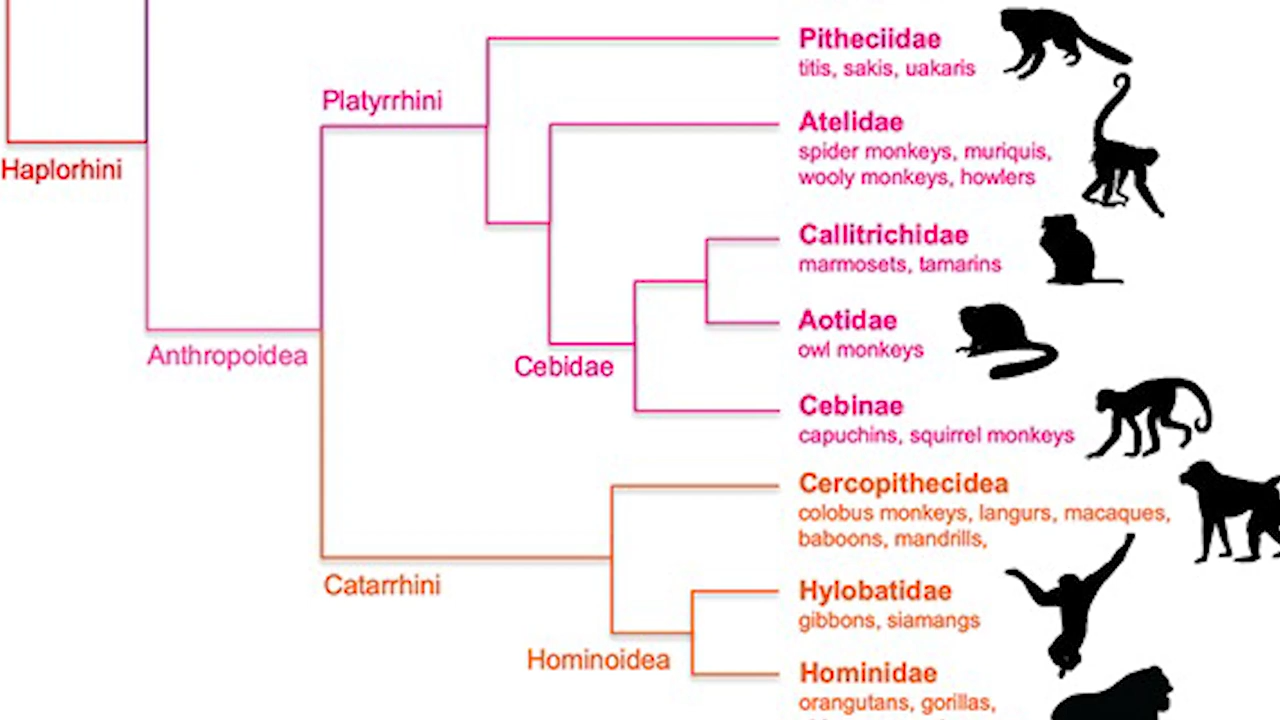 Pitheciidae
titis, sakis, uakaris
Platyrrhini
Atelidae
spider monkeys, muriquis,
wooly monkeys, howlers
Haplorhini
Callitrichidae
marmosets, tamarins
Aotidae
owl monkeys
Anthropoidea
Cebidae
Cebinae
capuchins, squirrel monkeys
Cercopithecidea
colobus monkeys, langurs, macaques,
baboons, mandrills,
Catarrhini
Hylobatidae
gibbons, siamangs
Hominoidea
Hominidae
orangutans, gorillas,